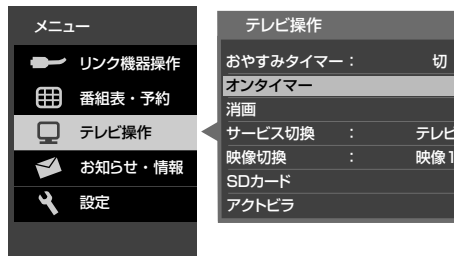 メニュー
リンク機器操作
番組表・予約
テレビ操作
お知らせ・情報
設定
テレビ操作
おやすみタイマー： 切
オンタイマー
消画
サービス切換 ： テレビ
映像切換 ： 映像1
SDカード
アクトビラ